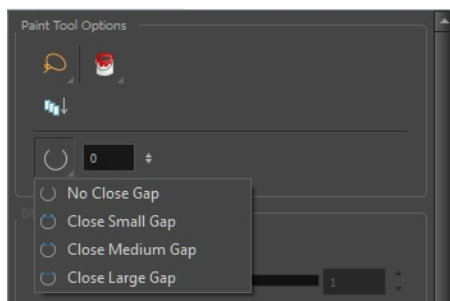 Paint Tool Options
0
No Close Gap
Close Small Gap
Close Medium Gap
Close Large Gap
1